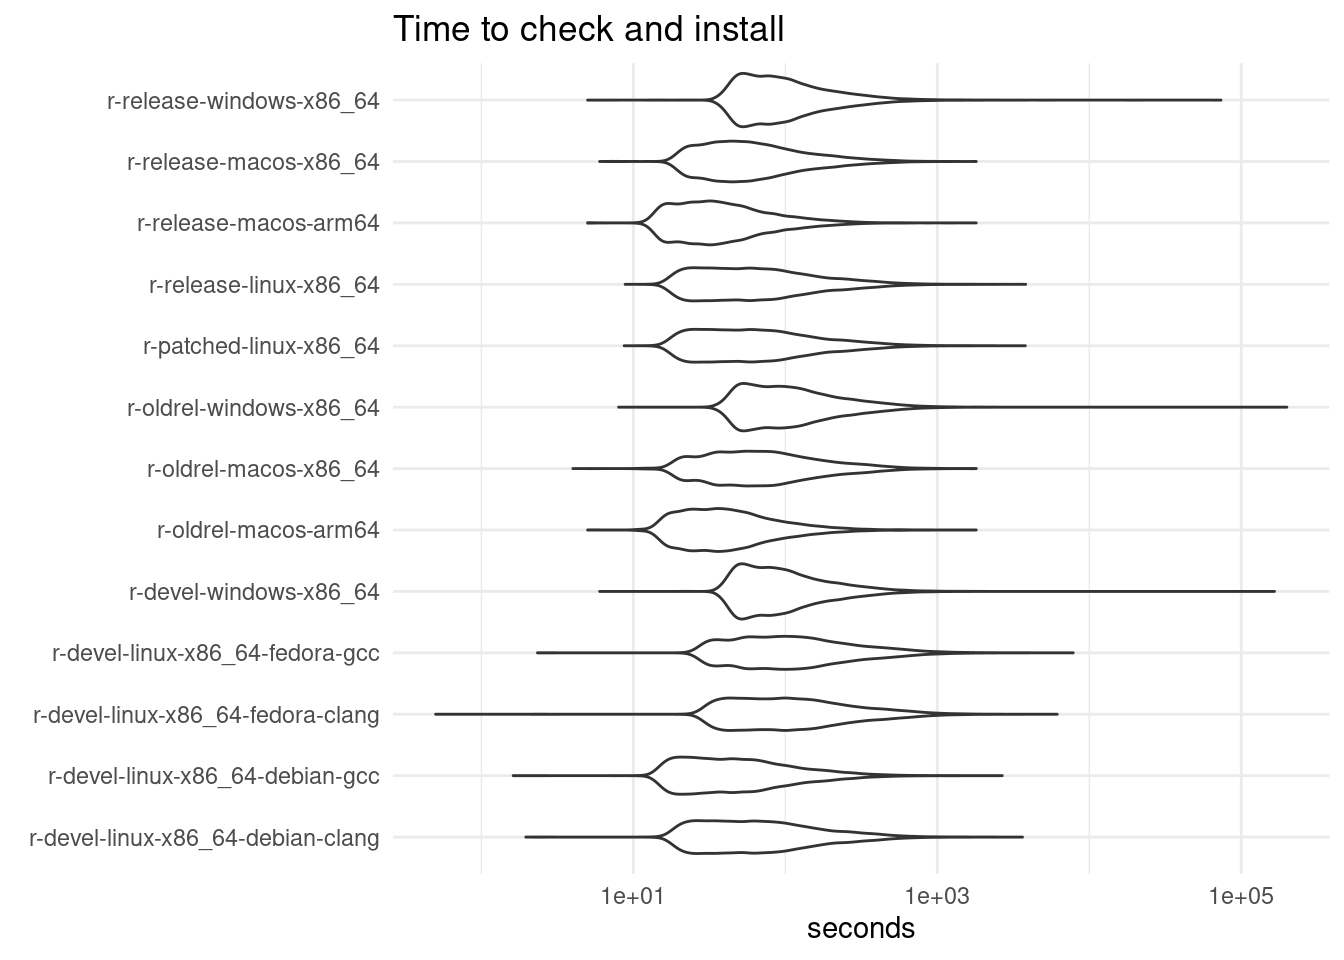 Time to check and install
r-release-windows-x86_64
r-release-macos-x86_64
r-release-macos-arm64
r-release-linux-x86_64
r-patched-linux-x86_64
r-oldrel-windows-x86_64
r-oldrel-macos-x86_64
r-oldrel-macos-arm64
r-devel-windows-x86_64
r-devel-linux-x86_64-fedora-gcc
r-devel-linux-x86_64-fedora-clang
r-devel-linux-x86_64-debian-gcc
r-devel-linux-x86_64-debian-clang
1e+01 1e+03 1e+05
seconds